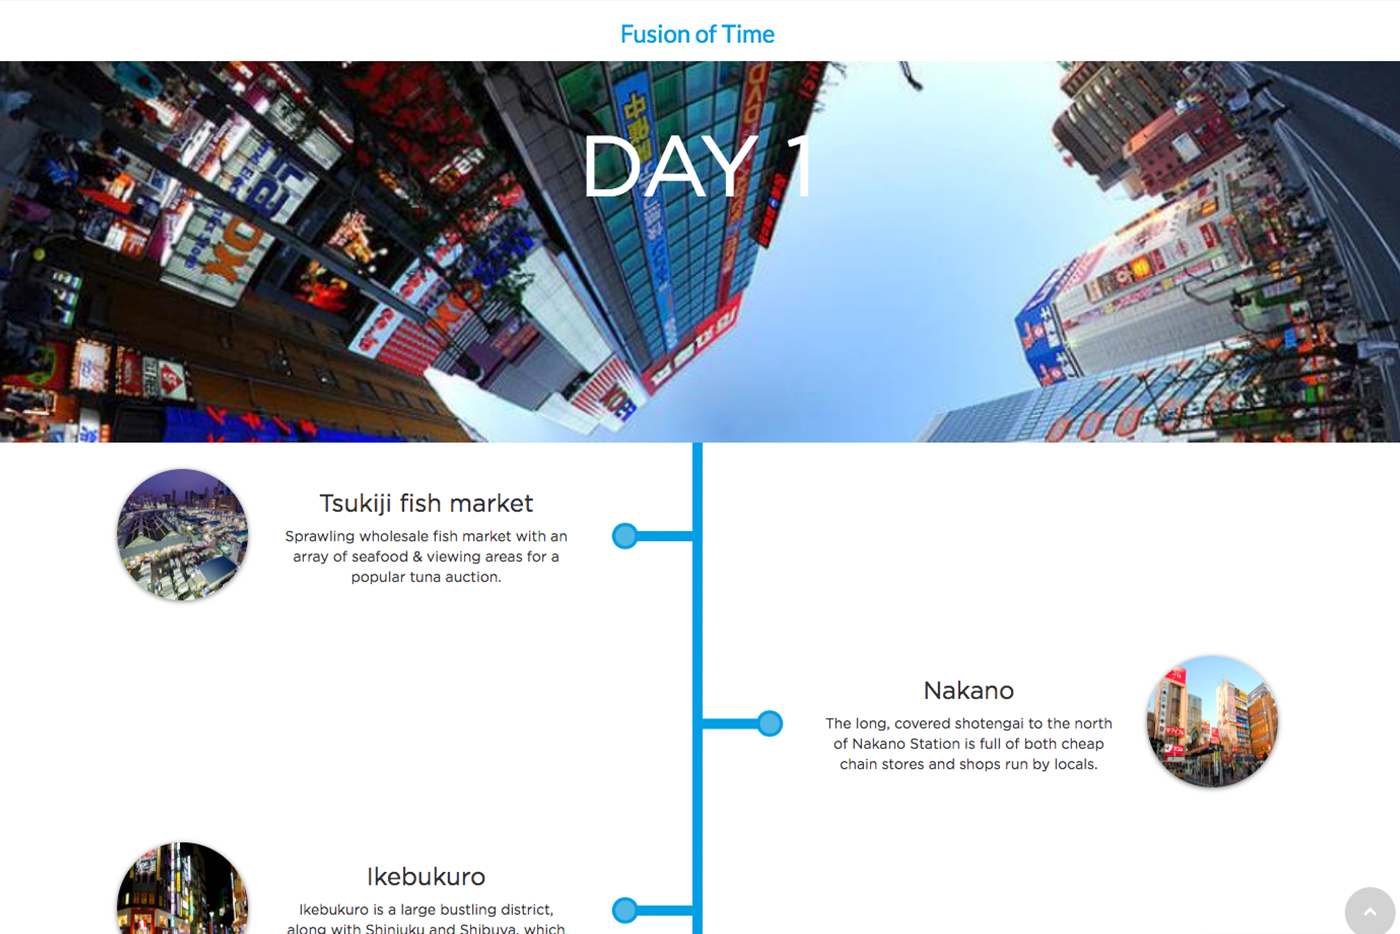 Fusion of Time
DAY 1
Tsukiji fish market
Sprawling wholesale fish market with an
array of seafood & viewing areas for a
popular tuna auction.
Nakano
The long, covered shotengai to the north
of Nakano Station is full of both cheap
chain stores and shops run by locals.
Ikebukuro
Ikebukuro is a large bustling district,
along with Shinjuku and Shibuya, which